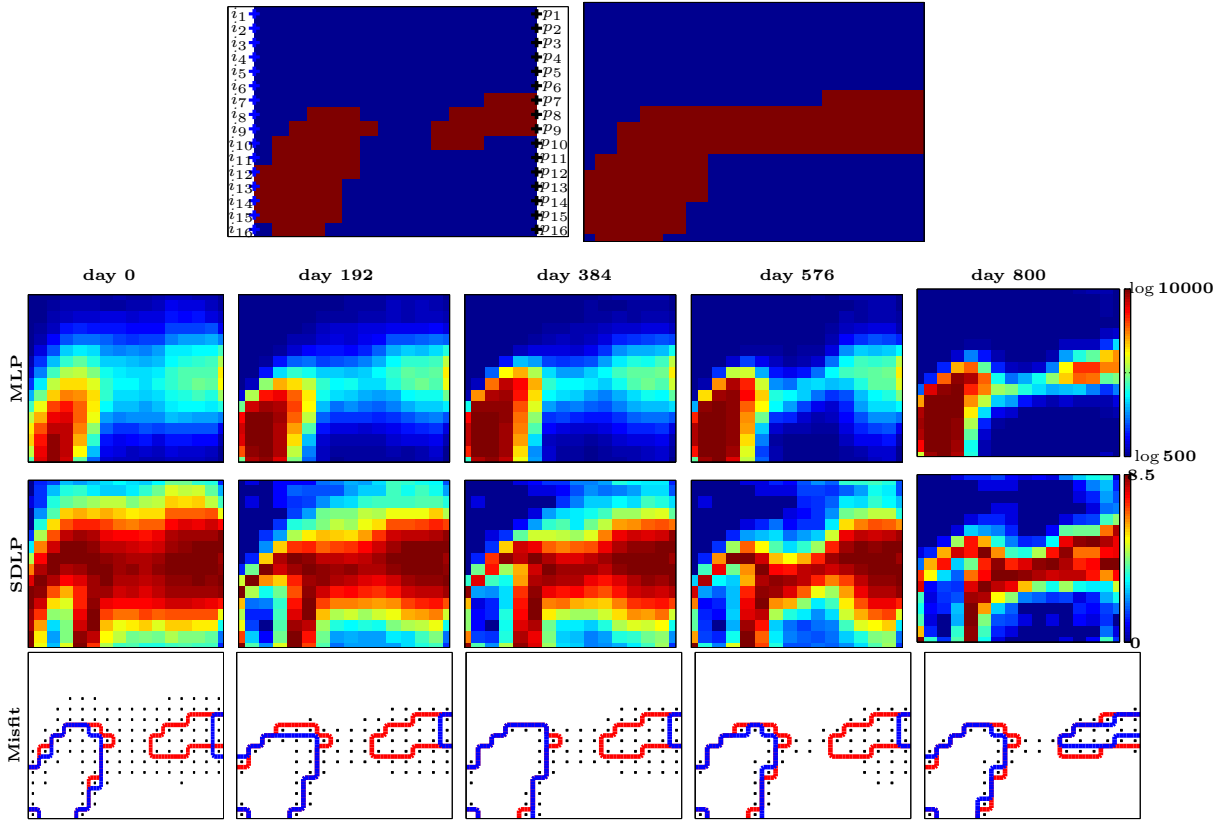 i1 p1
i2 p2
i3 p3
i4 p4
i5 p5
i6 p6
i7 p7
i8 p8
i9 p9
i10 p10
i11 p11
i12 p12
i13 p13
i14 p14
i15 p15
i16 p16
day 0 day 192 day 384 day 576 day 800
MLP
log 10000
log 500
SDLP
8.5
0
Misfit